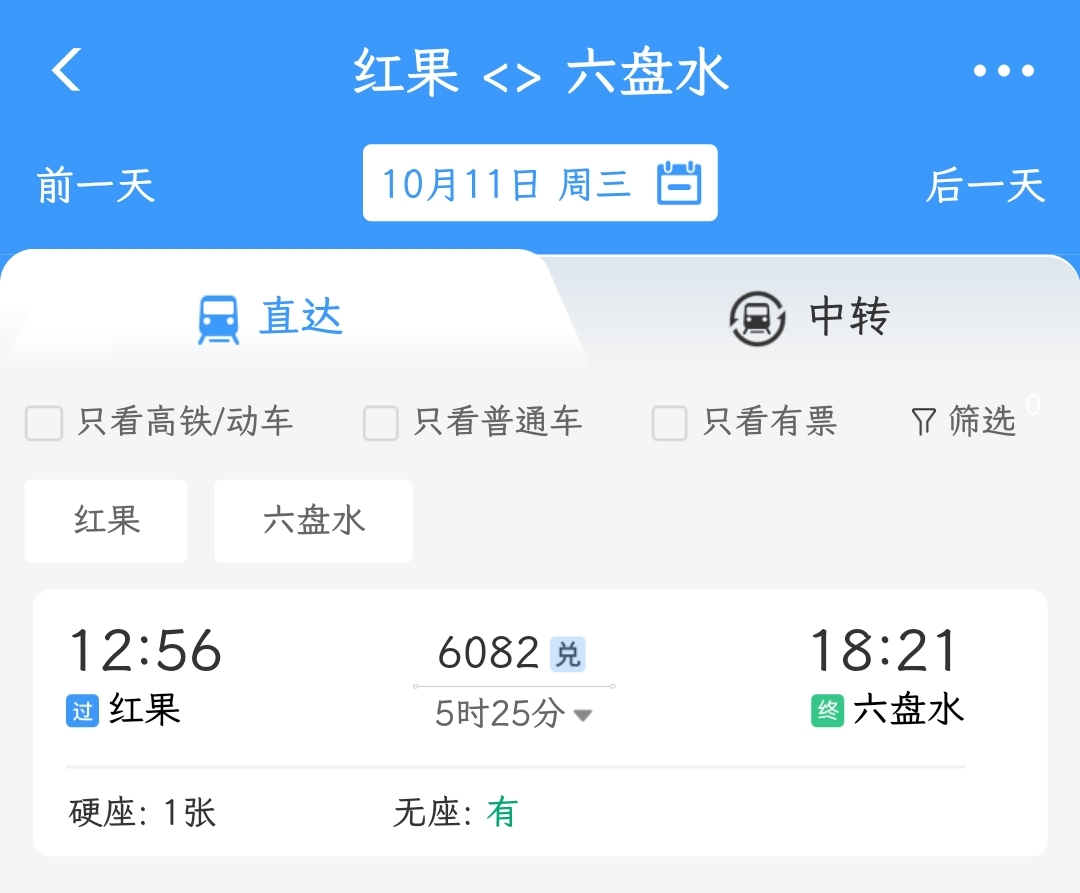 红果 <> 六盘水
前一天 10月11日 周三 后一天
直达 中转
只看高铁/动车 只看普通车 只看有票 筛选 0
红果 六盘水
12:56 6082 兑 18:21
过 红果 5时25分 终 六盘水
硬座: 1张 无座: 有